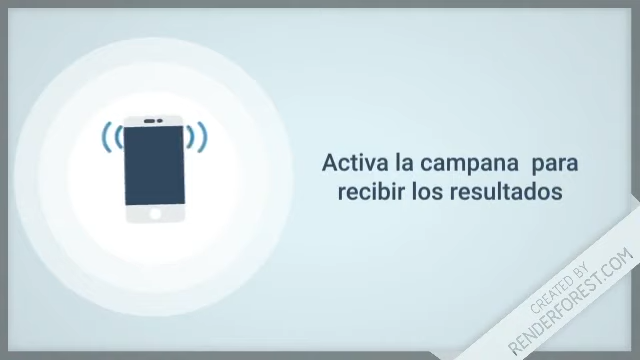 Activa la campana  para
recibir los resultados
CREATED BY
RENDERFOREST.COM